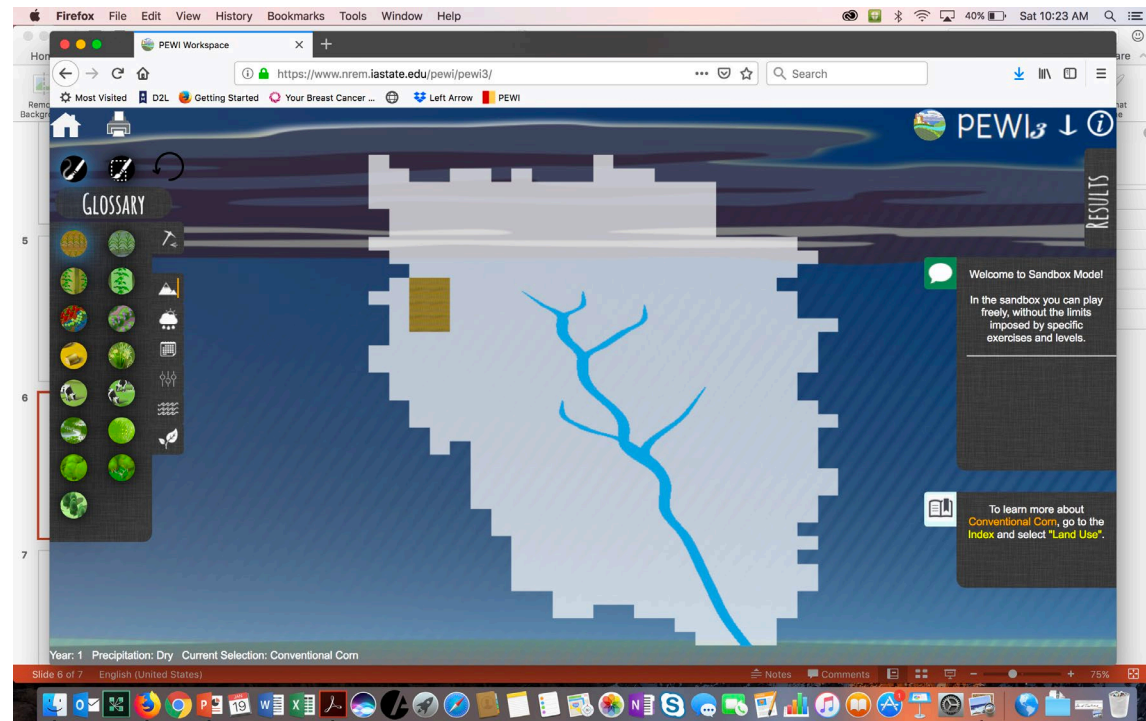 Firefox File Edit View History Bookmarks Tools Window Help
40% Sat 10:23 AM
PEWI Workspace
https://www.nrem.iastate.edu/pewi/pewi3/
Search
Most Visited D2L Getting Started Your Breast Cancer ... Left Arrow PEWI
PEWI3
GLOSSARY
RESULTS
Welcome to Sandbox Mode!
In the sandbox you can play
freely, without the limits
imposed by specific
exercises and levels.
To learn more about
Conventional Corn, go to the
Index and select "Land Use".
5
6
7
Year: 1 Precipitation: Dry Current Selection: Conventional Corn
Slide 6 of 7 English (United States) Notes Comments 75%
JAN
19